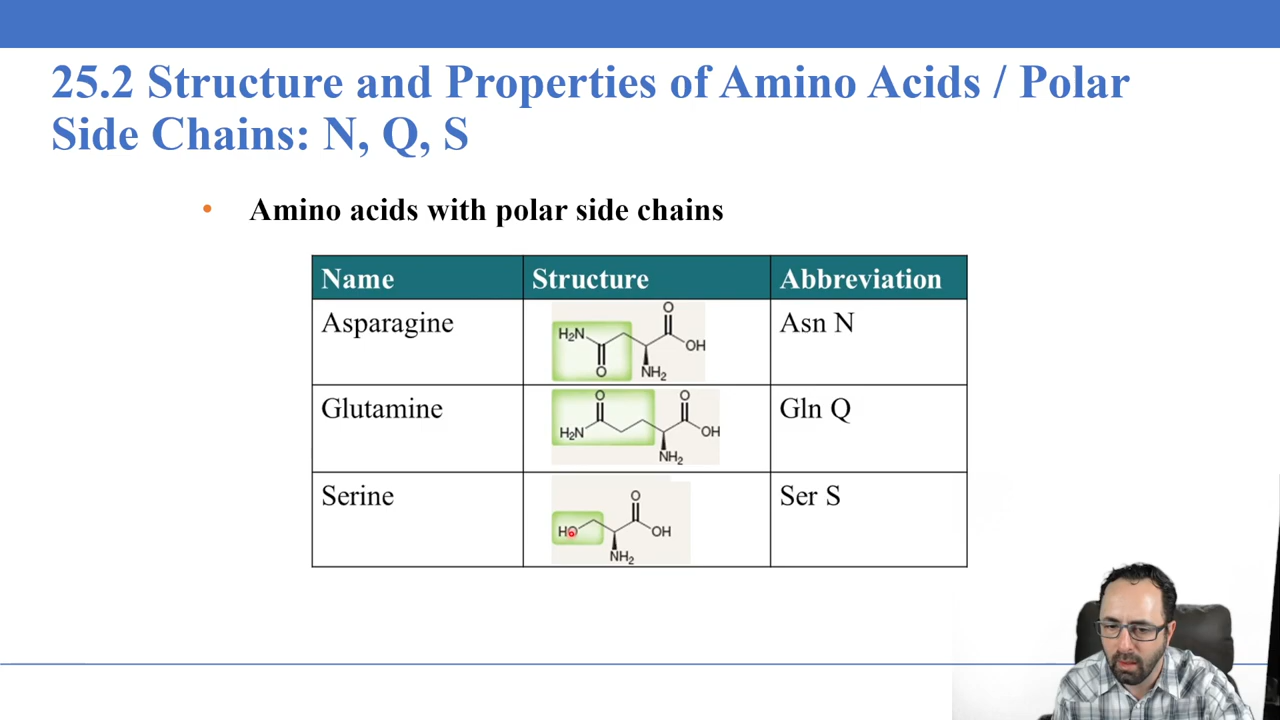 25.2 Structure and Properties of Amino Acids / Polar
Side Chains: N, Q, S
• Amino acids with polar side chains
Name Structure Abbreviation
Asparagine
O
H₂N
OH
O
NH₂
Asn N
Glutamine
O O
H₂N
OH
NH₂
Gln Q
Serine
O
HO
OH
NH₂
Ser S